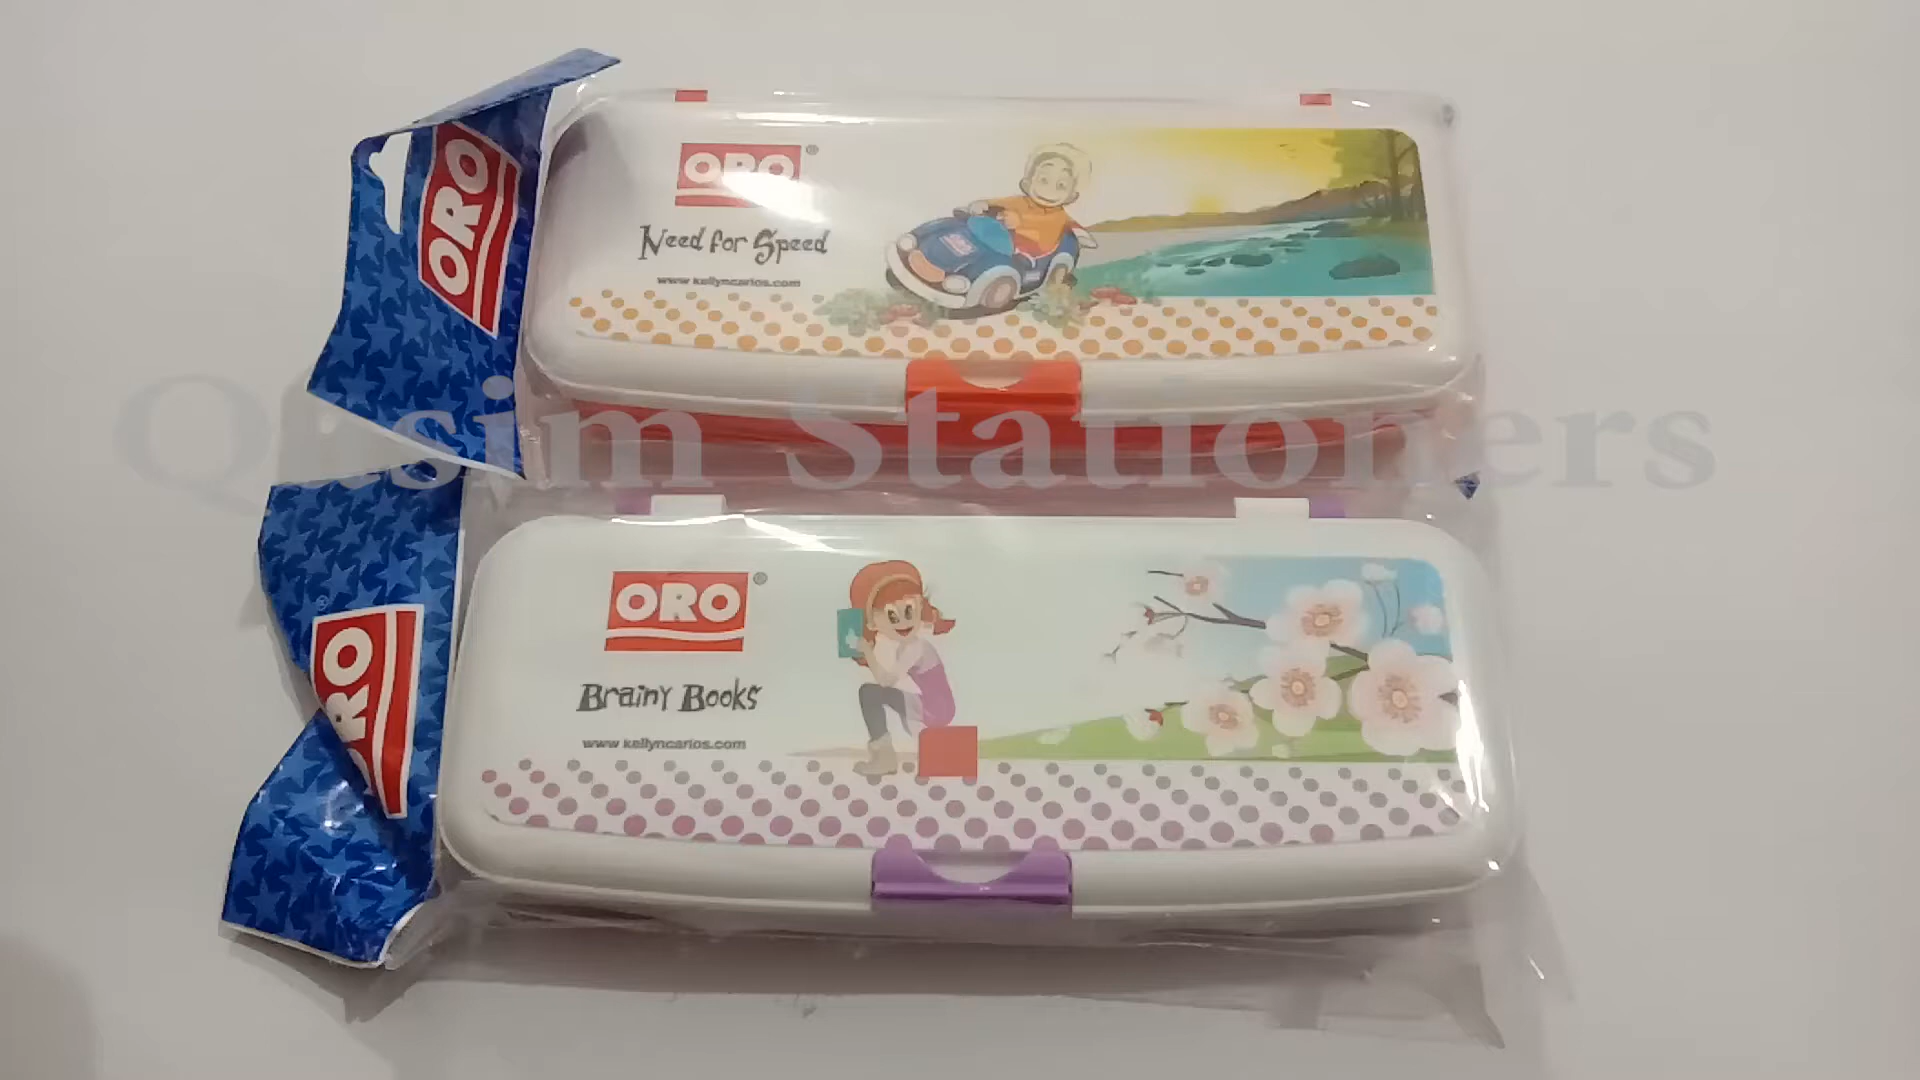 ORO
ORO®
Need for Speed
www.kellyncarlos.com
Qasim Stationers
ORO
ORO®
Brainy Books
www.kellyncarlos.com